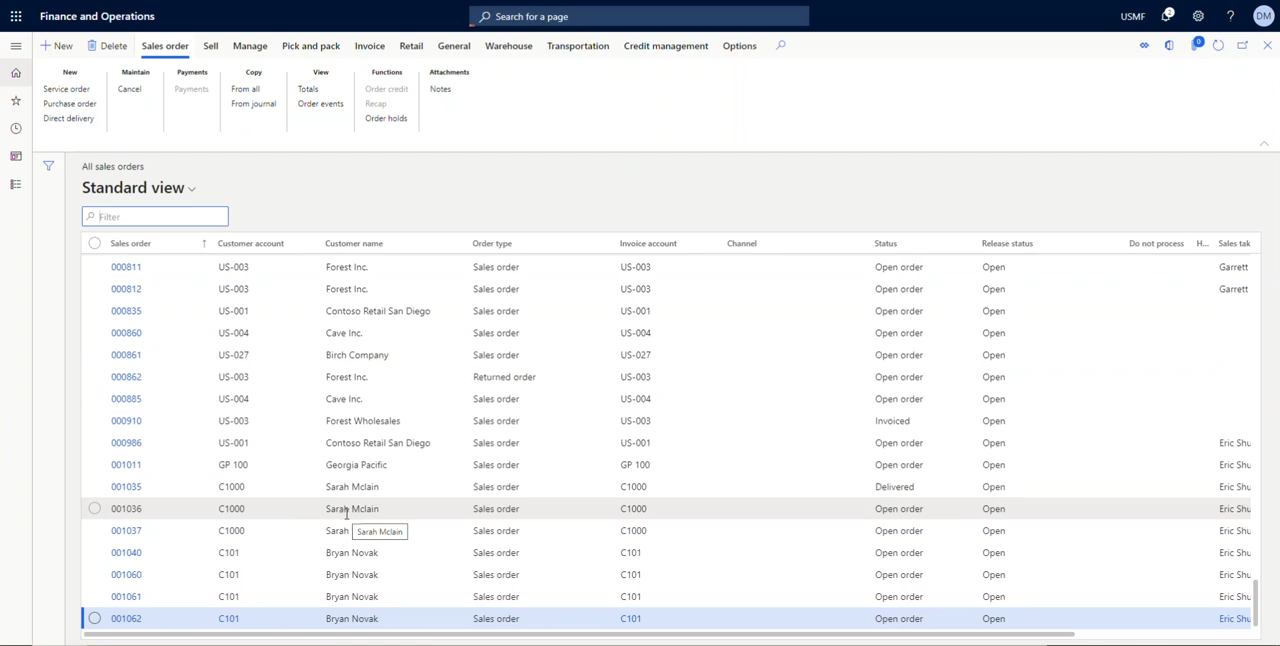 Finance and Operations
Search for a page
USMF
2
?
DM
New
Delete
Sales order
Sell
Manage
Pick and pack
Invoice
Retail
General
Warehouse
Transportation
Credit management
Options
0
New
Service order
Purchase order
Direct delivery
Maintain
Cancel
Payments
Payments
Copy
From all
From journal
View
Totals
Order events
Functions
Order credit
Recap
Order holds
Attachments
Notes
All sales orders
Standard view
Filter
Sales order ↑ Customer account Customer name Order type Invoice account Channel Status Release status Do not process H... Sales tak
000811 US-003 Forest Inc. Sales order US-003 Open order Open Garrett
000812 US-003 Forest Inc. Sales order US-003 Open order Open Garrett
000835 US-001 Contoso Retail San Diego Sales order US-001 Open order Open
000860 US-004 Cave Inc. Sales order US-004 Open order Open
000861 US-027 Birch Company Sales order US-027 Open order Open
000862 US-003 Forest Inc. Returned order US-003 Open order Open
000885 US-004 Cave Inc. Sales order US-004 Open order Open
000910 US-003 Forest Wholesales Sales order US-003 Invoiced Open
000986 US-001 Contoso Retail San Diego Sales order US-001 Open order Open Eric Shu
001011 GP 100 Georgia Pacific Sales order GP 100 Open order Open Eric Shu
001035 C1000 Sarah Mclain Sales order C1000 Delivered Open Eric Shu
001036 C1000 Sarah Mclain Sales order C1000 Open order Open Eric Shu
001037 C1000 Sarah Sales order C1000 Open order Open Eric Shu
Sarah Mclain
001040 C101 Bryan Novak Sales order C101 Open order Open Eric Shu
001060 C101 Bryan Novak Sales order C101 Open order Open Eric Shu
001061 C101 Bryan Novak Sales order C101 Open order Open Eric Shu
001062 C101 Bryan Novak Sales order C101 Open order Open Eric Shu